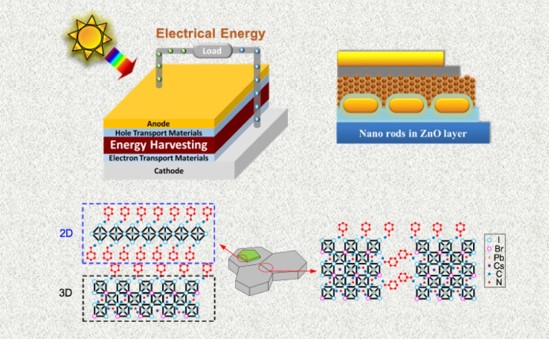 Electrical Energy
Load
Anode
Hole Transport Materials
Energy Harvesting
Electron Transport Materials
Cathode
Nano rods in ZnO layer
2D
3D
I
Br
Pb
Cs
C
N